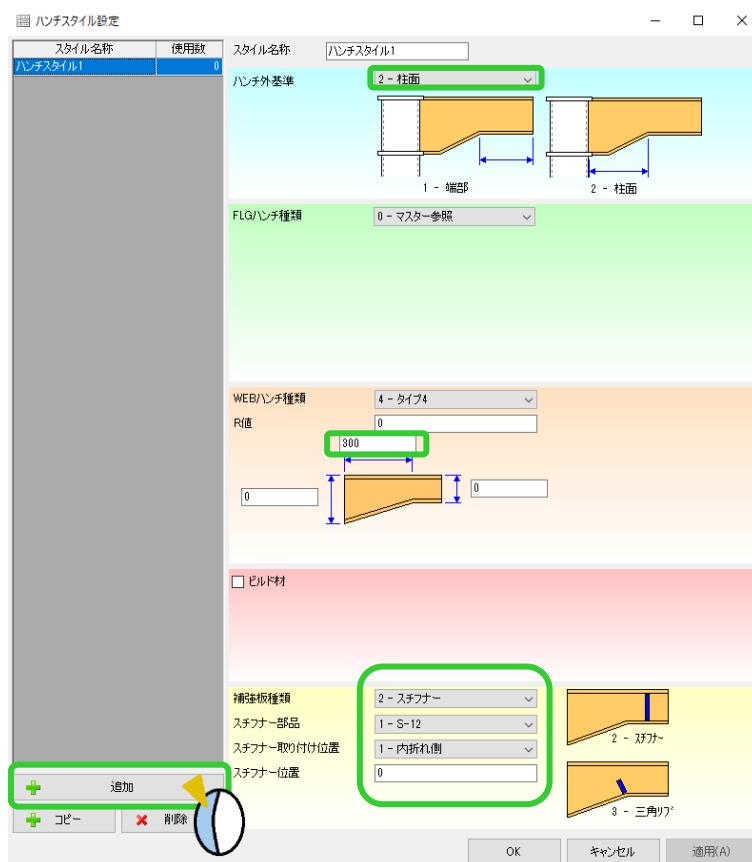 ハンチスタイル設定
スタイル名称 使用数
ハンチスタイル1 0
スタイル名称 ハンチスタイル1
ハンチ外基準 2 - 柱面
1 - 端部 2 - 柱面
FLGハンチ種類 0 - マスター参照
WEBハンチ種類 4 - タイプ4
R値 0
300
0 0
ビルド材
補強板種類 2 - スチフナー
スチフナー部品 1 - S-12
スチフナー取り付け位置 1 - 内折れ側
スチフナー位置 0
2 - スチフナー
3 - 三角リブ
追加
コピー 削除
OK キャンセル 適用(A)